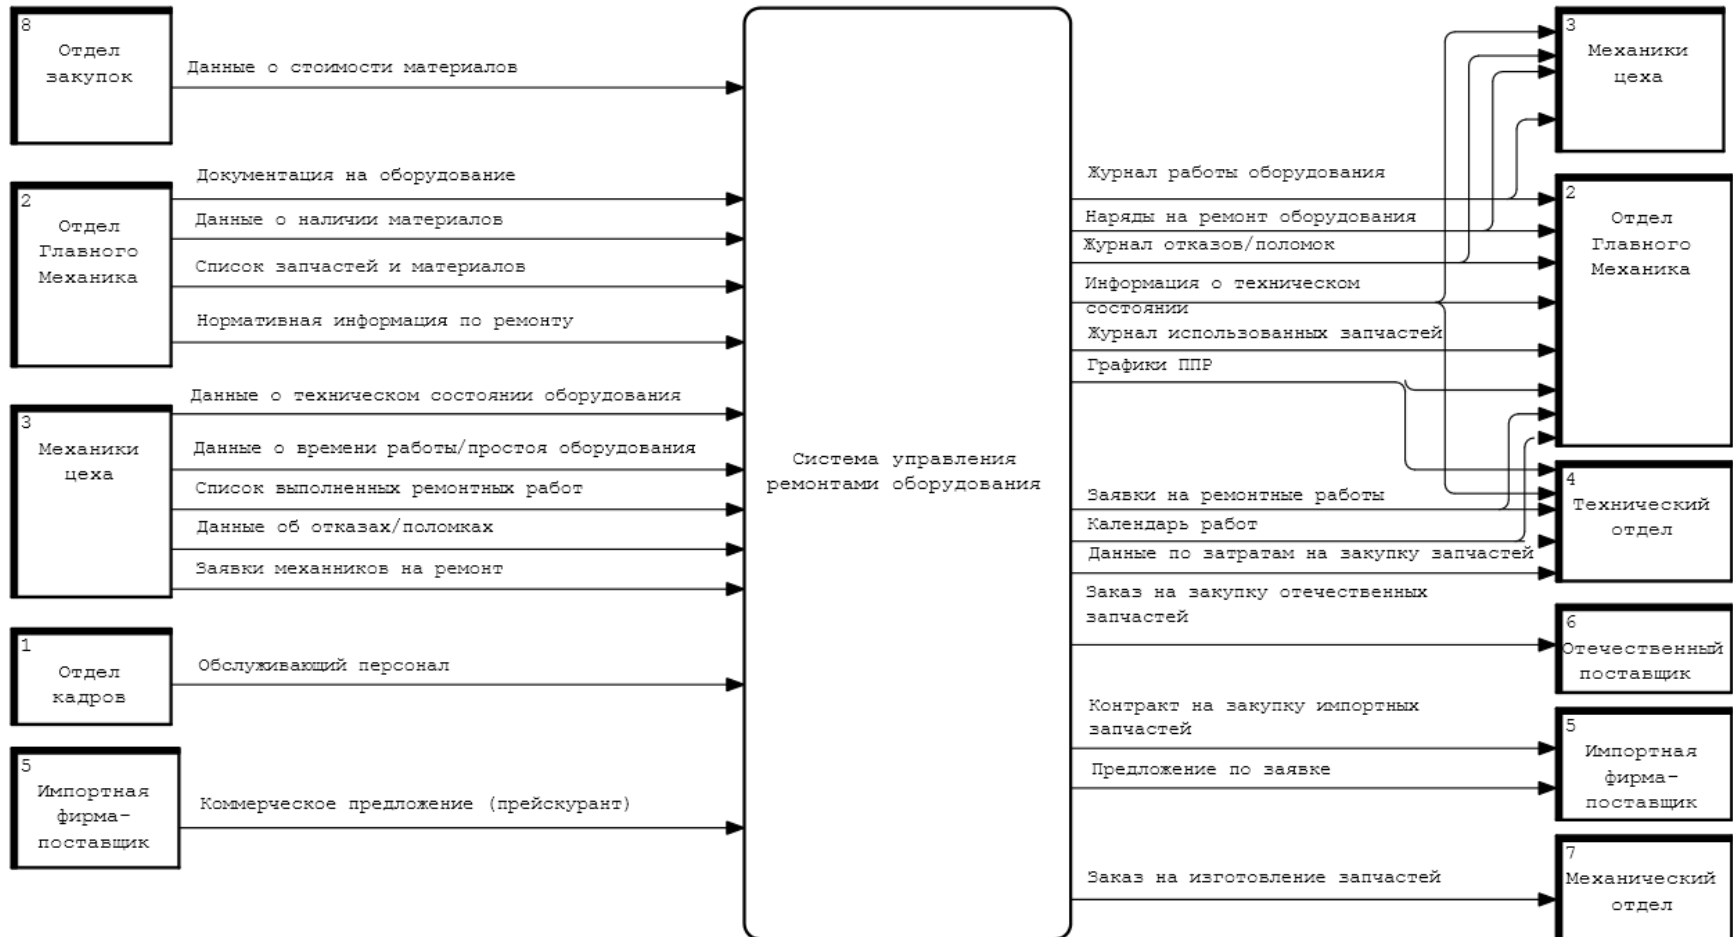 8
Отдел
закупок
Данные о стоимости материалов
2
Отдел
Главного
Механика
Документация на оборудование
Данные о наличии материалов
Список запчастей и материалов
Нормативная информация по ремонту
3
Механики
цеха
Данные о техническом состоянии оборудования
Данные о времени работы/простоя оборудования
Список выполненных ремонтных работ
Данные об отказах/поломках
Заявки механников на ремонт
1
Отдел
кадров
Обслуживающий персонал
5
Импортная
фирма-
поставщик
Коммерческое предложение (прейскурант)
Система управления
ремонтами оборудования
Журнал работы оборудования
Наряды на ремонт оборудования
Журнал отказов/поломок
Информация о техническом
состоянии
Журнал использованных запчастей
Графики ППР
Заявки на ремонтные работы
Календарь работ
Данные по затратам на закупку запчастей
Заказ на закупку отечественных
запчастей
Контракт на закупку импортных
запчастей
Предложение по заявке
Заказ на изготовление запчастей
3
Механики
цеха
2
Отдел
Главного
Механика
4
Технический
отдел
6
Отечественный
поставщик
5
Импортная
фирма-
поставщик
7
Механический
отдел